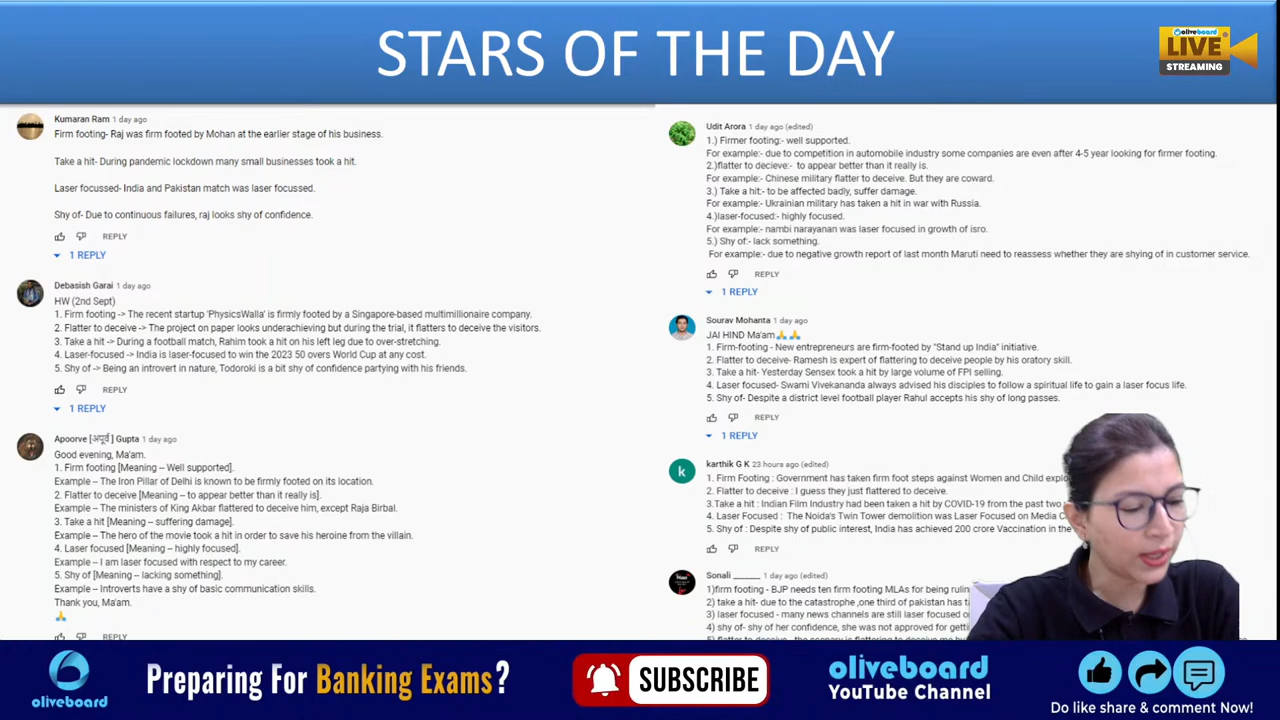 STARS OF THE DAY
oliveboard
LIVE
STREAMING
Kumaran Ram 1 day ago
Firm footing- Raj was firm footed by Mohan at the earlier stage of his business.
Take a hit- During pandemic lockdown many small businesses took a hit.
Laser focussed- India and Pakistan match was laser focussed.
Shy of- Due to continuous failures, raj looks shy of confidence.
REPLY
1 REPLY
Debasish Garai 1 day ago
HW (2nd Sept)
1. Firm footing -> The recent startup 'PhysicsWalla' is firmly footed by a Singapore-based multimillionaire company.
2. Flatter to deceive -> The project on paper looks underachieving but during the trial, it flatters to deceive the visitors.
3. Take a hit -> During a football match, Rahim took a hit on his left leg due to over-stretching.
4. Laser-focused -> India is laser-focused to win the 2023 50 overs World Cup at any cost.
5. Shy of -> Being an introvert in nature, Todoroki is a bit shy of confidence partying with his friends.
REPLY
1 REPLY
Apoorve [अपूर्व] Gupta 1 day ago
Good evening, Ma'am.
1. Firm footing [Meaning – Well supported].
Example – The Iron Pillar of Delhi is known to be firmly footed on its location.
2. Flatter to deceive [Meaning – to appear better than it really is].
Example – The ministers of King Akbar flattered to deceive him, except Raja Birbal.
3. Take a hit [Meaning – suffering damage].
Example – The hero of the movie took a hit in order to save his heroine from the villain.
4. Laser focused [Meaning – highly focused].
Example – I am laser focused with respect to my career.
5. Shy of [Meaning – lacking something].
Example – Introverts have a shy of basic communication skills.
Thank you, Ma'am.
🙏
Udit Arora 1 day ago (edited)
1.) Firmer footing:- well supported.
For example:- due to competition in automobile industry some companies are even after 4-5 year looking for firmer footing.
2.)flatter to decieve:- to appear better than it really is.
For example:- Chinese military flatter to deceive. But they are coward.
3.) Take a hit:- to be affected badly, suffer damage.
For example:- Ukrainian military has taken a hit in war with Russia.
4.)laser-focused:- highly focused.
For example:- nambi narayanan was laser focused in growth of isro.
5.) Shy of:- lack something.
For example:- due to negative growth report of last month Maruti need to reassess whether they are shying of in customer service.
REPLY
1 REPLY
Sourav Mohanta 1 day ago
JAI HIND Ma'am🙏🙏
1. Firm-footing - New entrepreneurs are firm-footed by "Stand up India" initiative.
2. Flatter to deceive- Ramesh is expert of flattering to deceive people by his oratory skill.
3. Take a hit- Yesterday Sensex took a hit by large volume of FPI selling.
4. Laser focused- Swami Vivekananda always advised his disciples to follow a spiritual life to gain a laser focus life.
5. Shy of- Despite a district level football player Rahul accepts his shy of long passes.
REPLY
1 REPLY
k
karthik G K 23 hours ago (edited)
1. Firm Footing : Government has taken firm foot steps against Women and Child
2. Flatter to deceive : I guess they just flattered to deceive.
3.Take a hit : Indian Film Industry had been taken a hit by COVID-19 from the past two
4. Laser Focused : The Noida's Twin Tower demolition was Laser Focused on Media
5. Shy of : Despite shy of public interest, India has achieved 200 crore Vaccination in the
REPLY
Sonali ______ 1 day ago (edited)
1)firm footing - BJP needs ten firm footing MLAs for being
2) take a hit- due to the catastrophe ,one third of pakistan has
3) laser focused - many news channels are still laser focused
4) shy of- shy of her confidence, she was not approved for
5) flatter to deceive - the scenary is flattering to deceive me
oliveboard
Preparing For Banking Exams?
SUBSCRIBE
oliveboard
YouTube Channel
Do like share & comment Now!